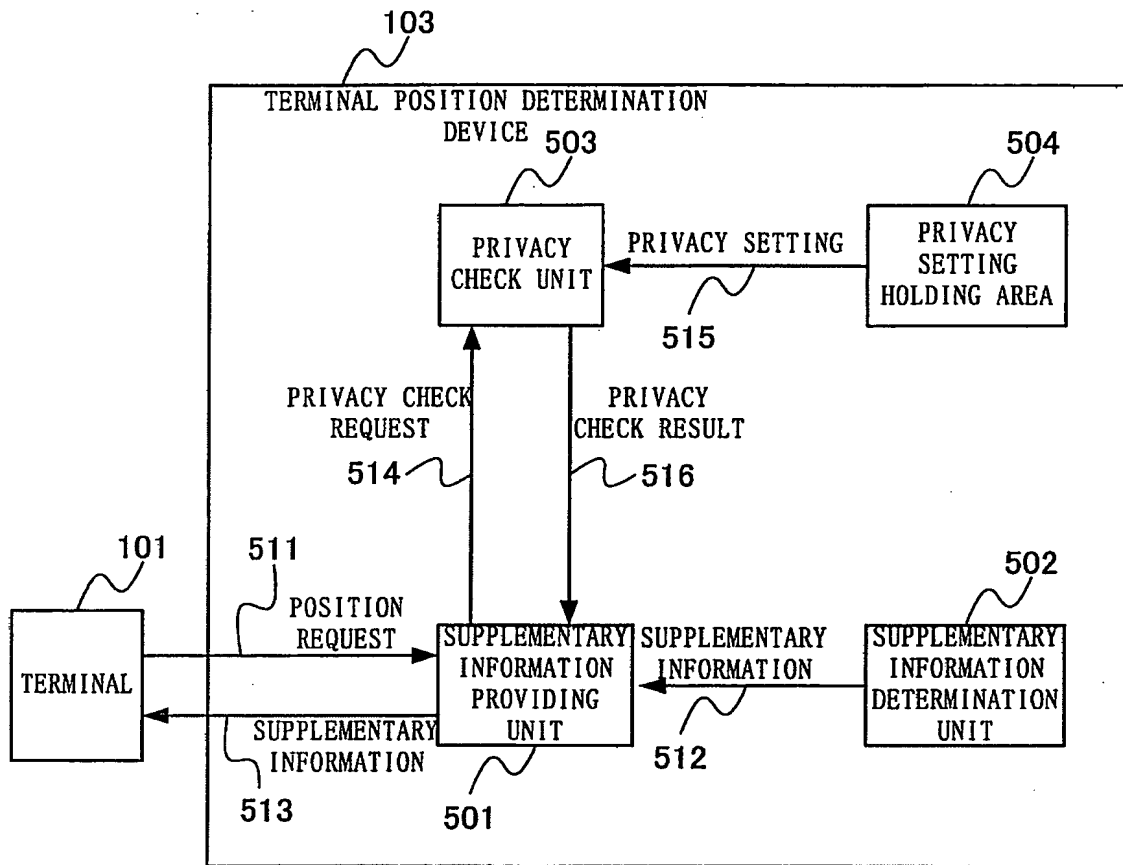 103
TERMINAL POSITION DETERMINATION
DEVICE
503
504
PRIVACY
CHECK UNIT
PRIVACY SETTING
PRIVACY
SETTING
HOLDING AREA
515
PRIVACY CHECK
REQUEST
514
PRIVACY
CHECK RESULT
516
101
511
502
POSITION
REQUEST
TERMINAL
SUPPLEMENTARY
INFORMATION
PROVIDING
UNIT
SUPPLEMENTARY
INFORMATION
SUPPLEMENTARY
INFORMATION
DETERMINATION
UNIT
512
SUPPLEMENTARY
INFORMATION
513
501